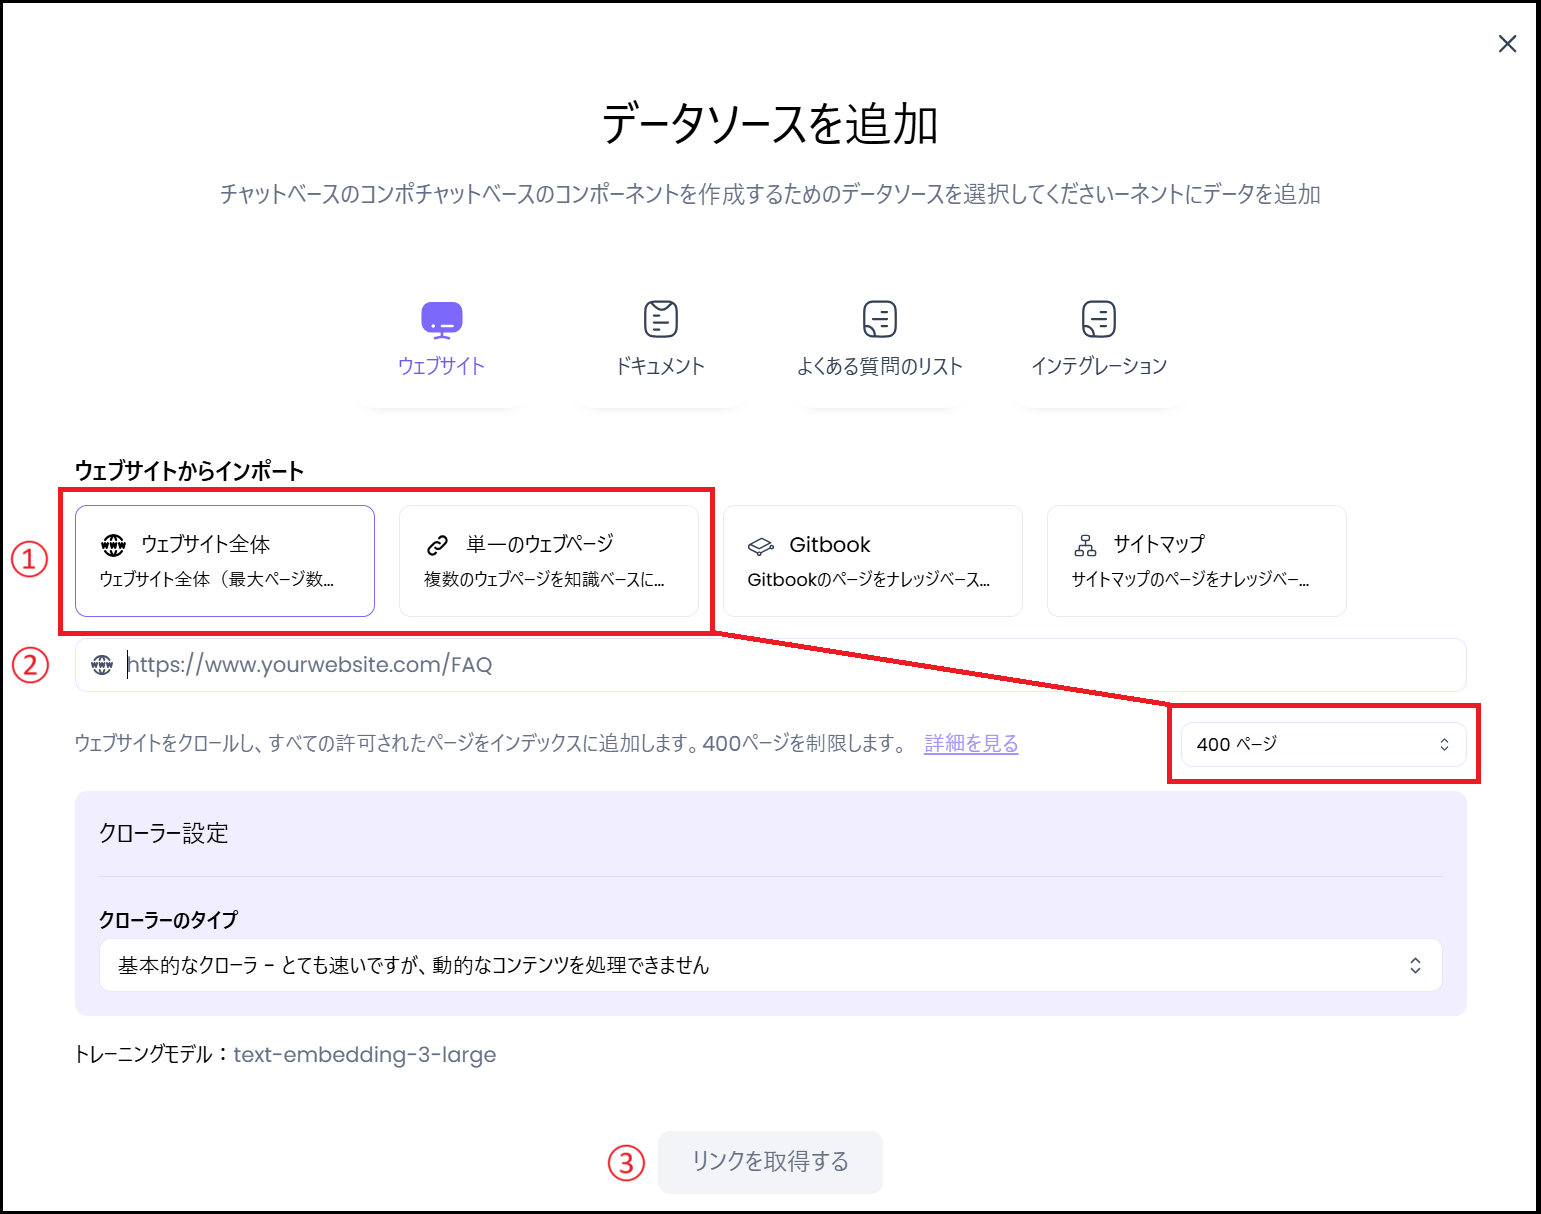 データソースを追加
チャットベースのコンポチャットベースのコンポーネントを作成するためのデータソースを選択してくださいーネントにデータを追加
ウェブサイト
ドキュメント
よくある質問のリスト
インテグレーション
ウェブサイトからインポート
①
ウェブサイト全体
ウェブサイト全体（最大ページ数...
単一のウェブページ
複数のウェブページを知識ベースに...
Gitbook
Gitbookのページをナレッジベース...
サイトマップ
サイトマップのページをナレッジベー...
②
https://www.yourwebsite.com/FAQ
ウェブサイトをクロールし、すべての許可されたページをインデックスに追加します。400ページを制限します。 詳細を見る
400 ページ
クローラー設定
クローラーのタイプ
基本的なクローラ - とても速いですが、動的なコンテンツを処理できません
トレーニングモデル：text-embedding-3-large
③ リンクを取得する